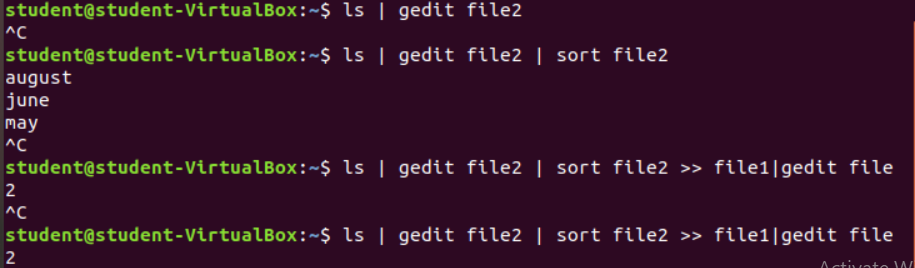 student@student-VirtualBox:~$ ls | gedit file2
^C
student@student-VirtualBox:~$ ls | gedit file2 | sort file2
august
june
may
^C
student@student-VirtualBox:~$ ls | gedit file2 | sort file2 >> file1|gedit file
2
^C
student@student-VirtualBox:~$ ls | gedit file2 | sort file2 >> file1|gedit file
2
Activate W